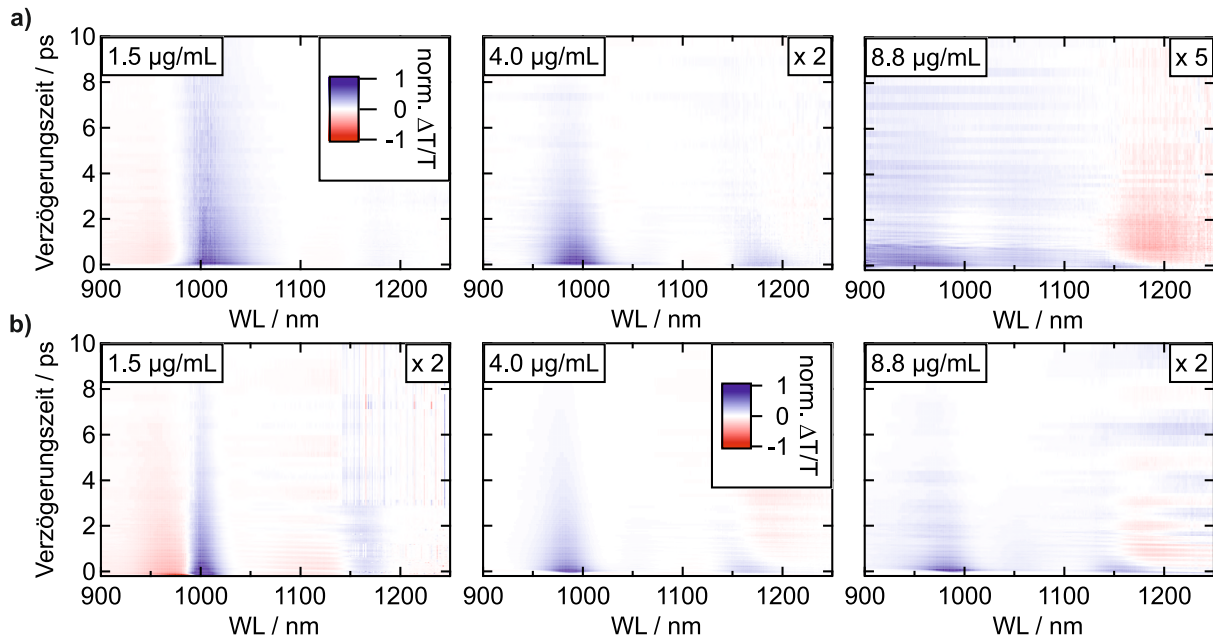 a)
1.5 µg/mL
4.0 µg/mL
x 2
8.8 µg/mL
x 5
norm. ΔT/T
1
0
-1
Verzögerungszeit / ps
10
8
6
4
2
0
900 1000 1100 1200
900 1000 1100 1200
900 1000 1100 1200
WL / nm
WL / nm
WL / nm
b)
1.5 µg/mL
x 2
4.0 µg/mL
8.8 µg/mL
x 2
norm. ΔT/T
1
0
-1
Verzögerungszeit / ps
10
8
6
4
2
0
900 1000 1100 1200
900 1000 1100 1200
900 1000 1100 1200
WL / nm
WL / nm
WL / nm